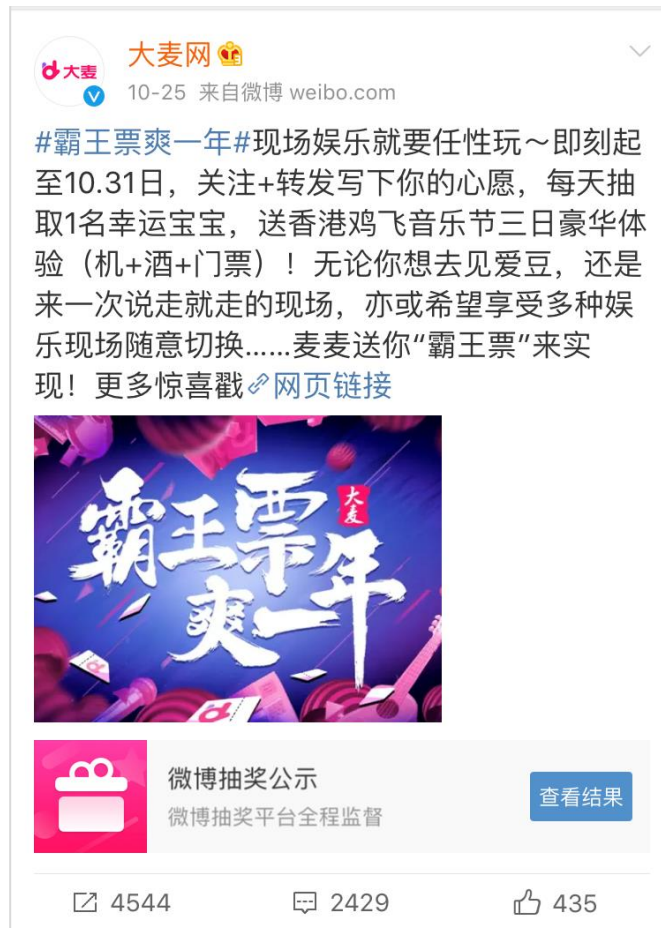 大麦
大麦网
10-25 来自微博 weibo.com
#霸王票爽一年#现场娱乐就要任性玩～即刻起
至10.31日，关注+转发写下你的心愿，每天抽
取1名幸运宝宝，送香港鸡飞音乐节三日豪华体
验（机+酒+门票）！无论你想去见爱豆，还是
来一次说走就走的现场，亦或希望享受多种娱
乐现场随意切换……麦麦送你“霸王票”来实
现！更多惊喜戳网页链接
霸王票
大麦
爽一年
微博抽奖公示
微博抽奖平台全程监督
查看结果
4544 2429 435